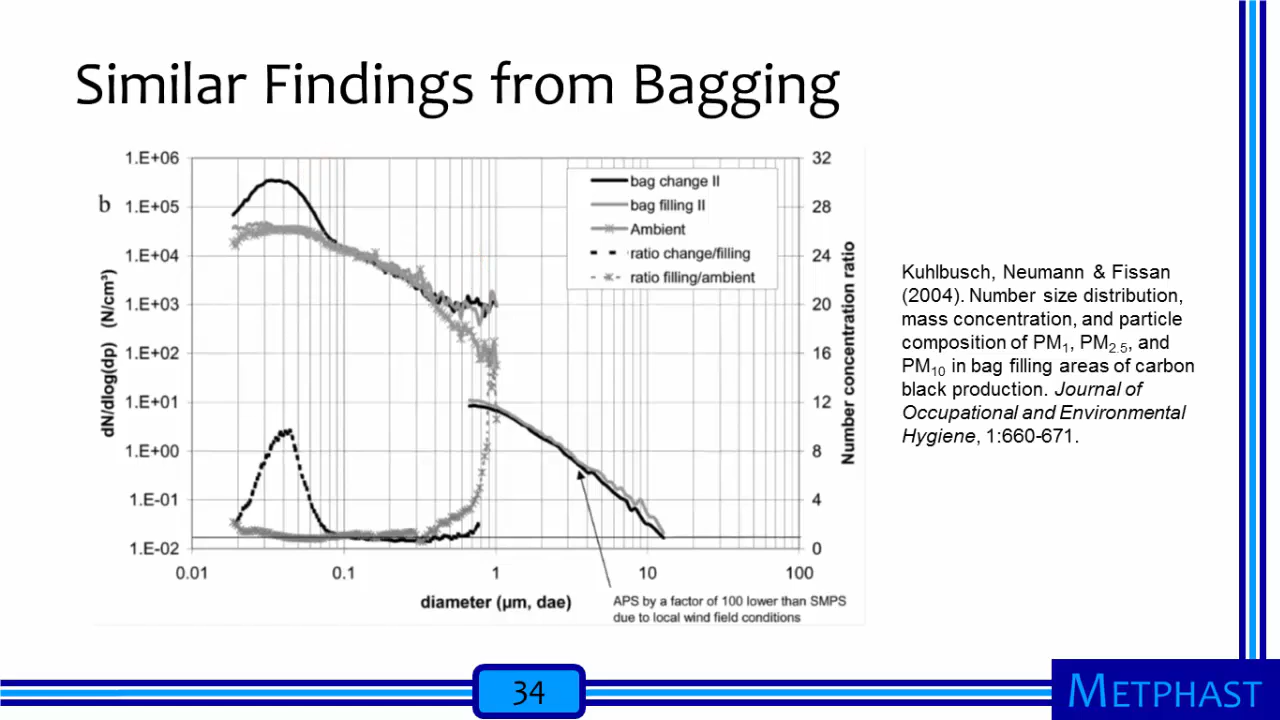 Similar Findings from Bagging
b
1.E+06
1.E+05
1.E+04
1.E+03
1.E+02
1.E+01
1.E+00
1.E-01
1.E-02
dN/dlog(dp) (N/cm³)
32
28
24
20
16
12
8
4
0
Number concentration ratio
bag change II
bag filling II
Ambient
ratio change/filling
ratio filling/ambient
0.01
0.1
1
10
100
diameter (µm, dae)
APS by a factor of 100 lower than SMPS
due to local wind field conditions
Kuhlbusch, Neumann & Fissan
(2004). Number size distribution,
mass concentration, and particle
composition of PM₁, PM₂.₅, and
PM₁₀ in bag filling areas of carbon
black production. Journal of
Occupational and Environmental
Hygiene, 1:660-671.
34
METPHAST